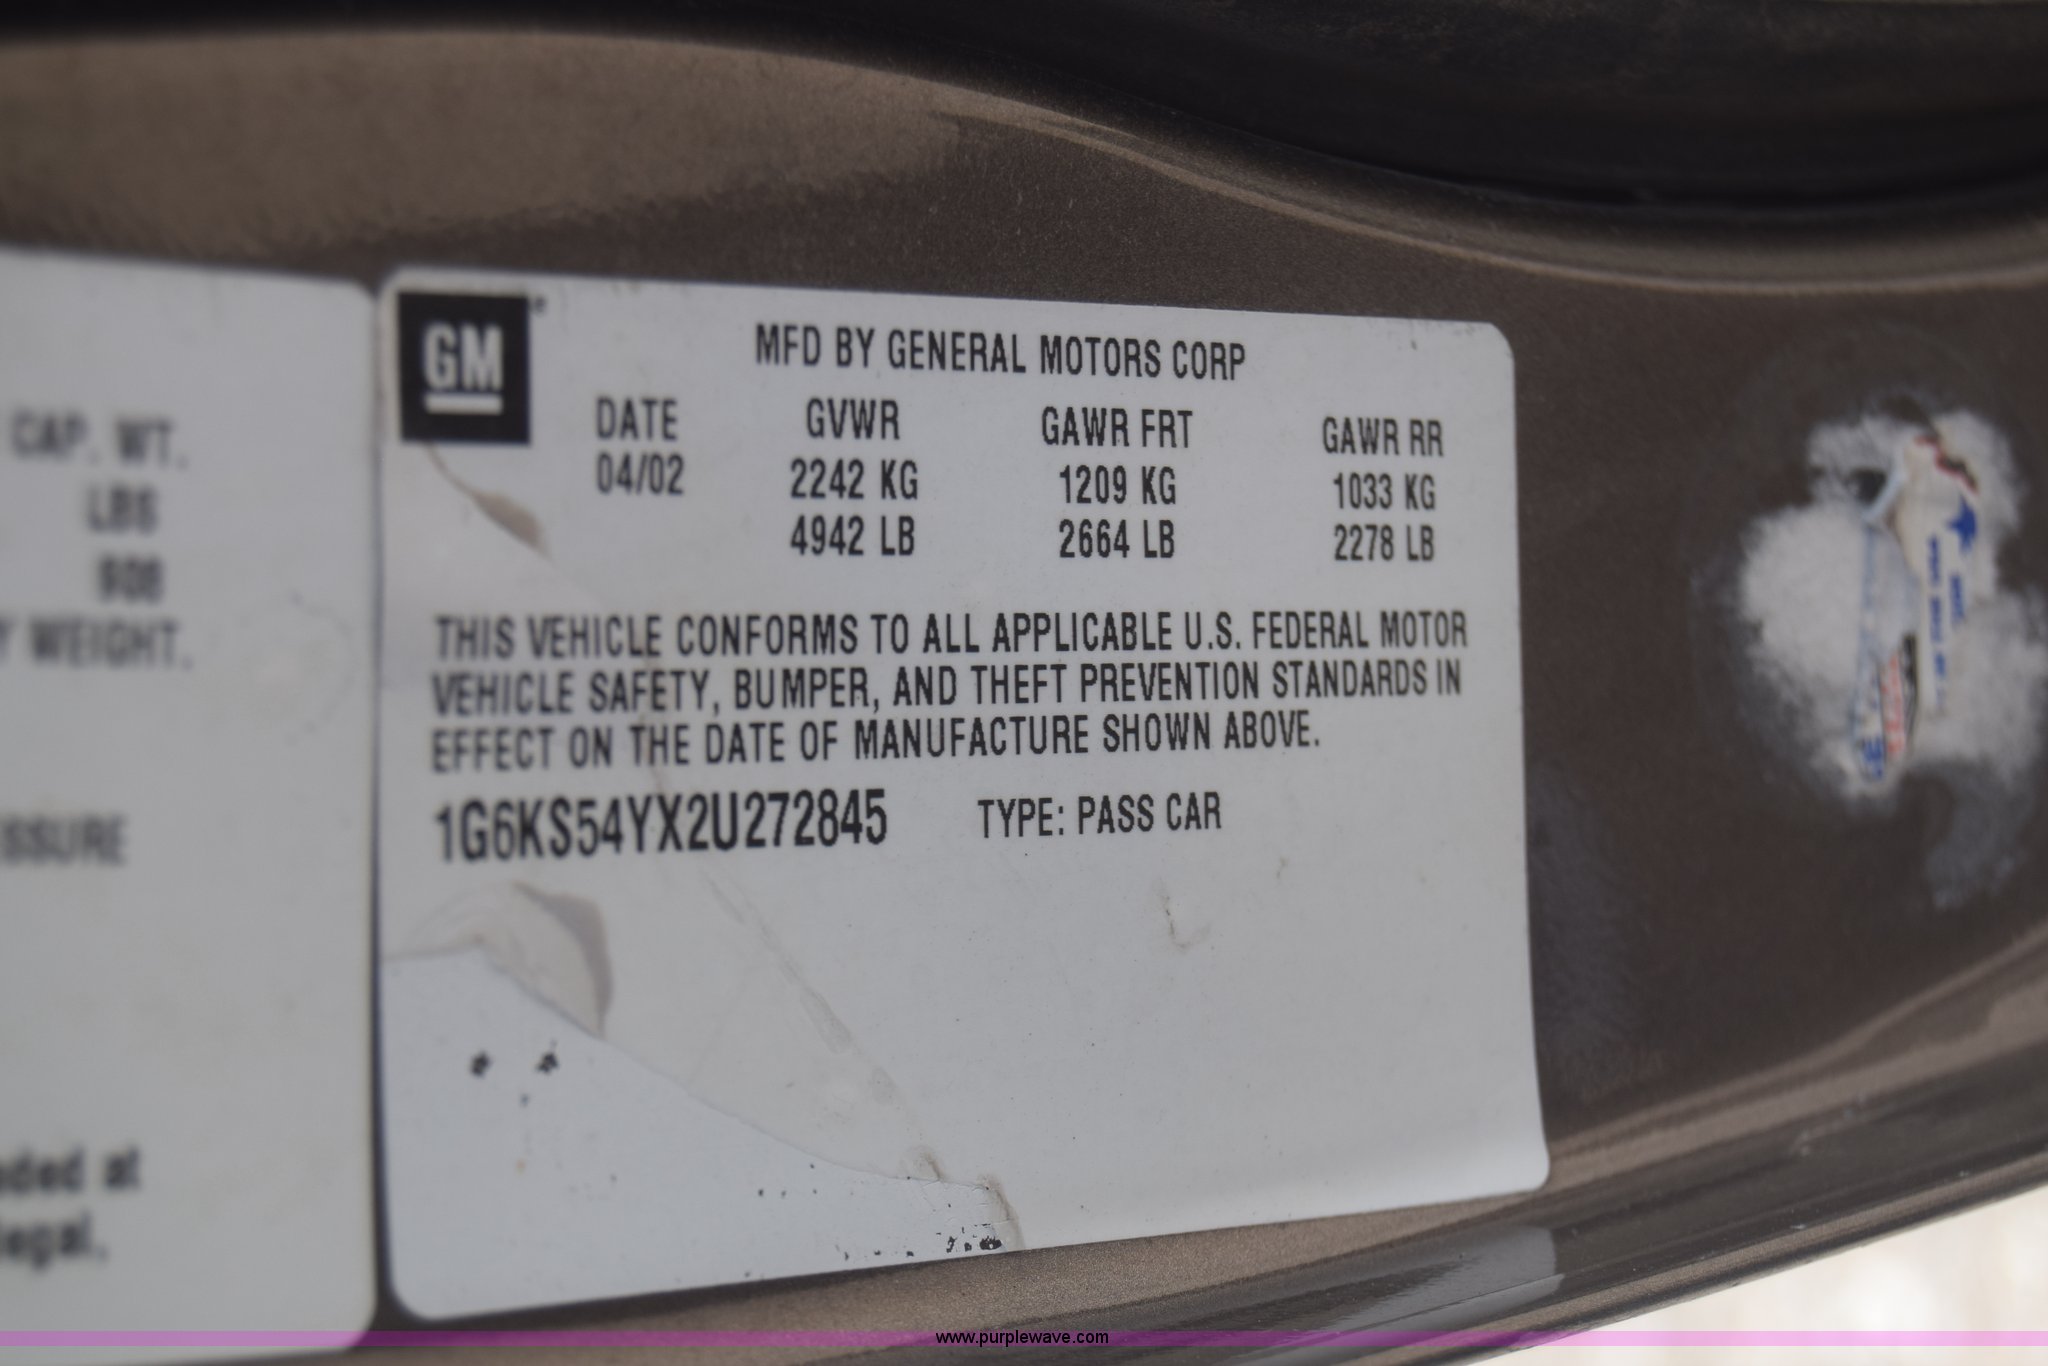 CAP. WT.
LBS
908
WEIGHT.
aded at
egal.
GM
MFD BY GENERAL MOTORS CORP
DATE GVWR GAWR FRT GAWR RR
04/02 2242 KG 1209 KG 1033 KG
4942 LB 2664 LB 2278 LB
THIS VEHICLE CONFORMS TO ALL APPLICABLE U.S. FEDERAL MOTOR
VEHICLE SAFETY, BUMPER, AND THEFT PREVENTION STANDARDS IN
EFFECT ON THE DATE OF MANUFACTURE SHOWN ABOVE.
1G6KS54YX2U272845 TYPE: PASS CAR
www.purplewave.com